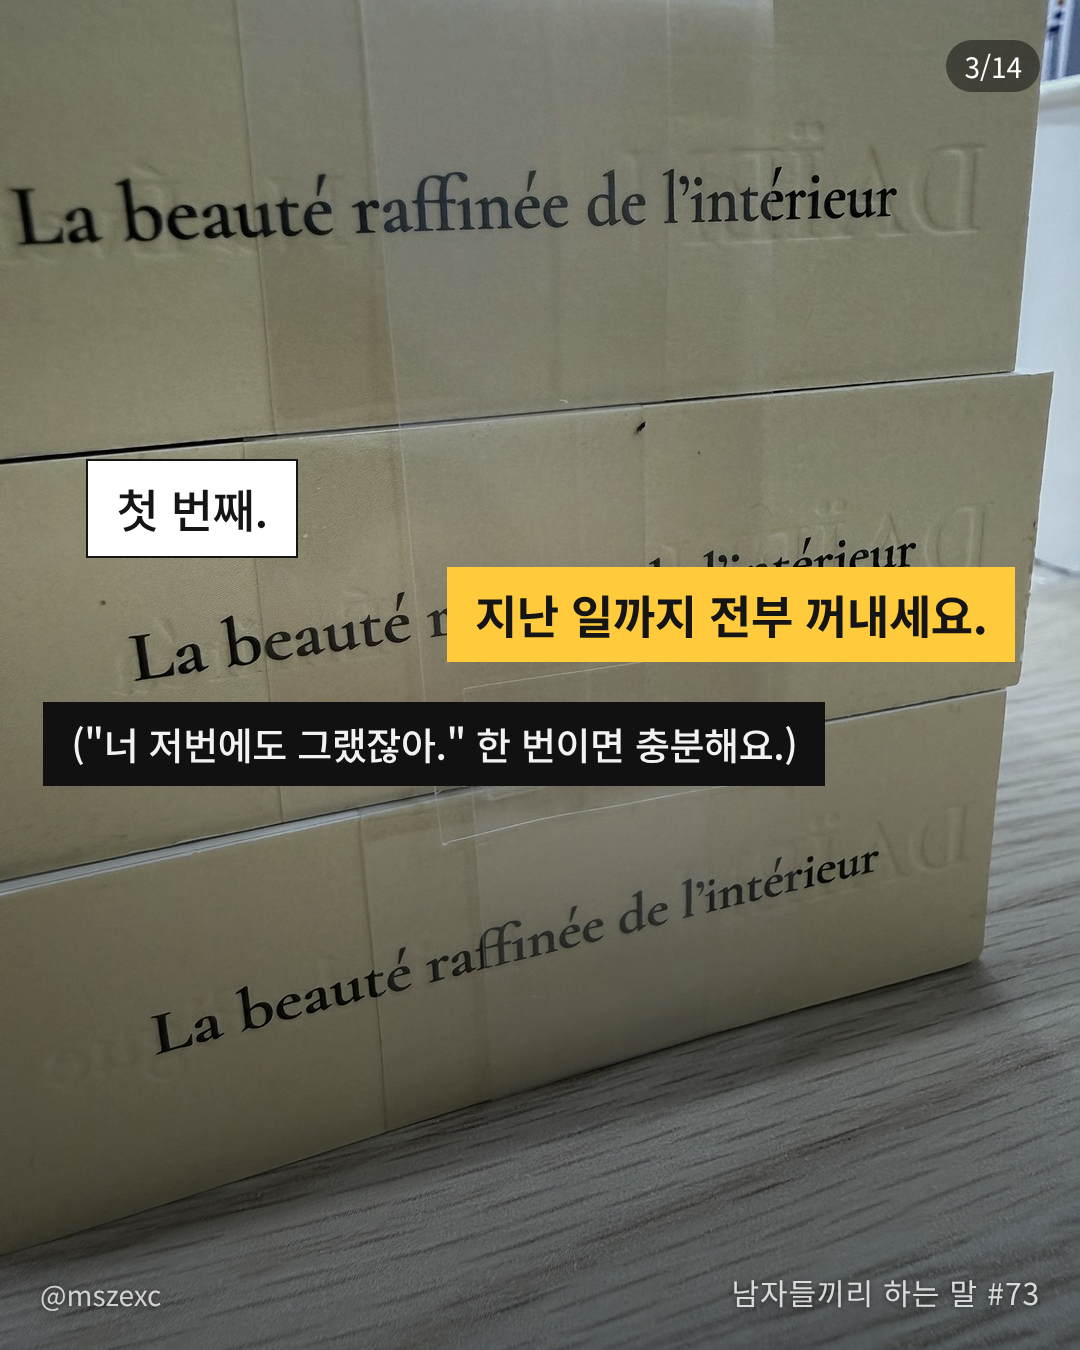 3/14
La beauté raffinée de l'intérieur
첫 번째.
l'intérieur
La beauté
지난 일까지 전부 꺼내세요.
("너 저번에도 그랬잖아." 한 번이면 충분해요.)
La beauté raffinée de l'intérieur
@mszexc
남자들끼리 하는 말 #73